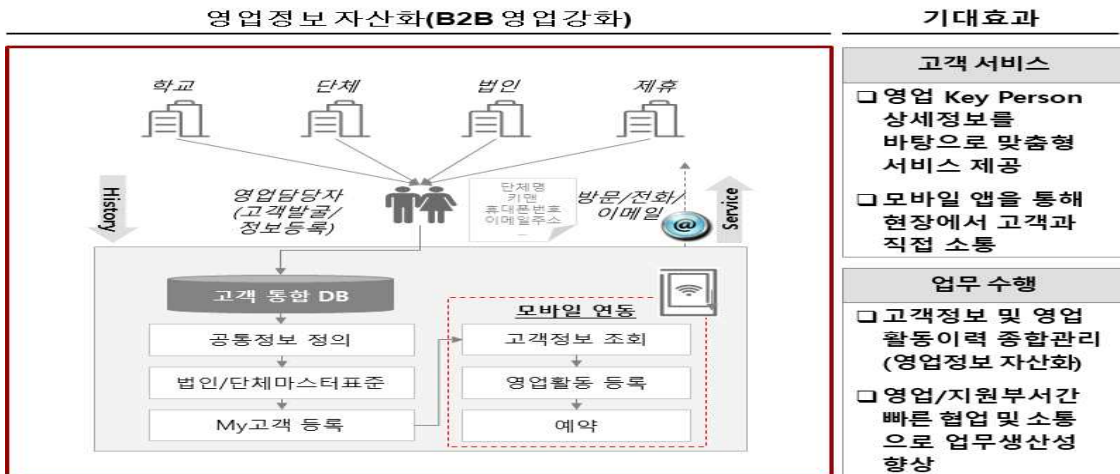 영업정보 자산화(B2B 영업강화)
기대효과
학교
단체
법인
제휴
History
영업담당자
(고객발굴/
정보등록)
단체명
키맨
휴대폰번호
이메일주소
...
방문/전화/
이메일
@
Service
고객 통합 DB
공통정보 정의
법인/단체마스터표준
My고객 등록
모바일 연동
고객정보 조회
영업활동 등록
예약
고객 서비스
❑ 영업 Key Person
상세정보를
바탕으로 맞춤형
서비스 제공
❑ 모바일 앱을 통해
현장에서 고객과
직접 소통
업무 수행
❑ 고객정보 및 영업
활동이력 종합관리
(영업정보 자산화)
❑ 영업/지원부서간
빠른 협업 및 소통
으로 업무생산성
향상